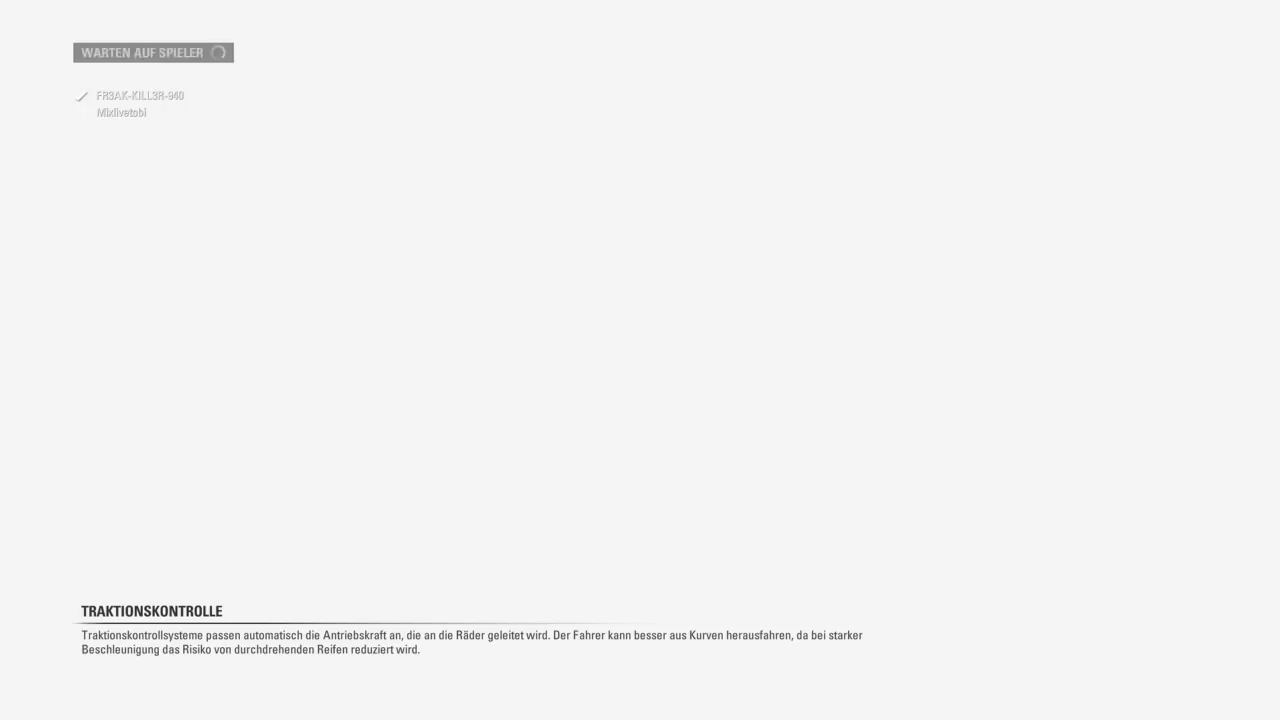 WARTEN AUF SPIELER
FR3AK-KILL3R-940
Mixlivetobi
TRAKTIONSKONTROLLE
Traktionskontrollsysteme passen automatisch die Antriebskraft an, die an die Räder geleitet wird. Der Fahrer kann besser aus Kurven herausfahren, da bei starker
Beschleunigung das Risiko von durchdrehenden Reifen reduziert wird.